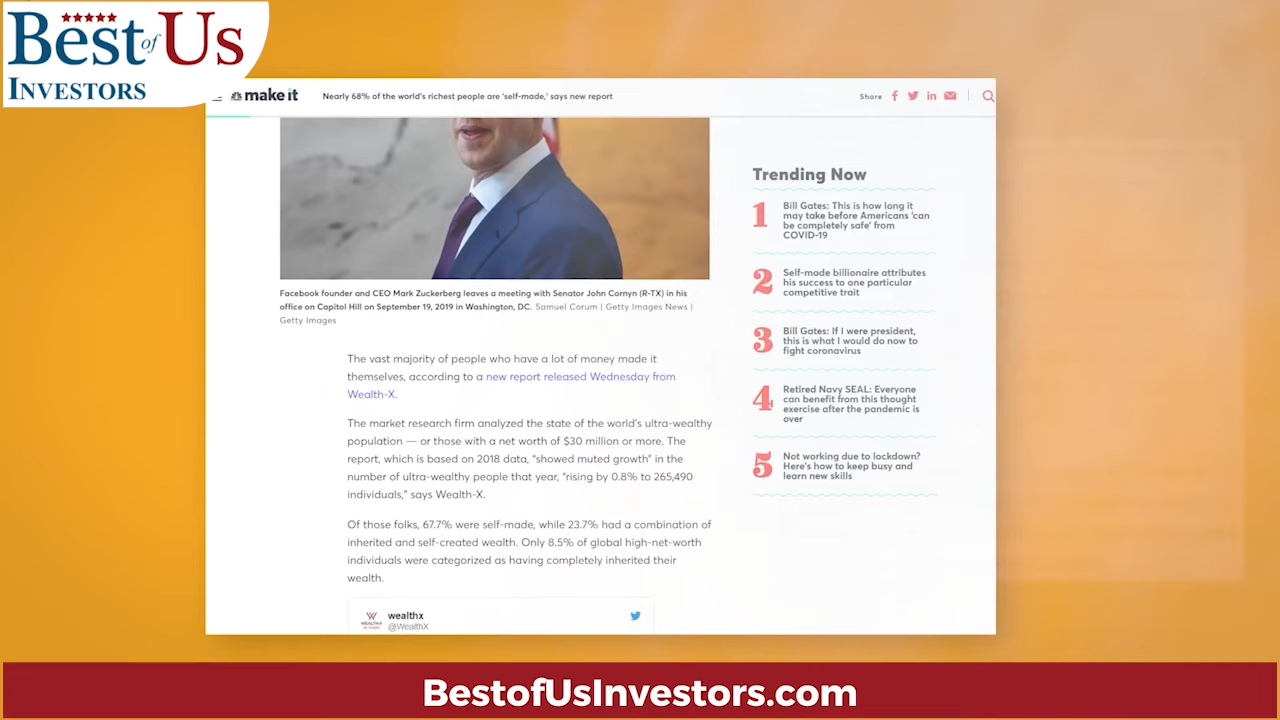 Best of Us
INVESTORS
make it
Nearly 68% of the world's richest people are 'self-made,' says new report
Share
Trending Now
1
Bill Gates: This is how long it
may take before Americans 'can
be completely safe' from
COVID-19
2
Self-made billionaire attributes
his success to one particular
competitive trait
3
Bill Gates: If I were president,
this is what I would do now to
fight coronavirus
4
Retired Navy SEAL: Everyone
can benefit from this thought
exercise after the pandemic is
over
5
Not working due to lockdown?
Here's how to keep busy and
learn new skills
Facebook founder and CEO Mark Zuckerberg leaves a meeting with Senator John Cornyn (R-TX) in his
office on Capitol Hill on September 19, 2019 in Washington, DC. Samuel Corum | Getty Images News |
Getty Images
The vast majority of people who have a lot of money made it
themselves, according to a new report released Wednesday from
Wealth-X.
The market research firm analyzed the state of the world's ultra-wealthy
population — or those with a net worth of $30 million or more. The
report, which is based on 2018 data, "showed muted growth" in the
number of ultra-wealthy people that year, "rising by 0.8% to 265,490
individuals," says Wealth-X.
Of those folks, 67.7% were self-made, while 23.7% had a combination of
inherited and self-created wealth. Only 8.5% of global high-net-worth
individuals were categorized as having completely inherited their
wealth.
wealthx
@WealthX
BestofUsInvestors.com